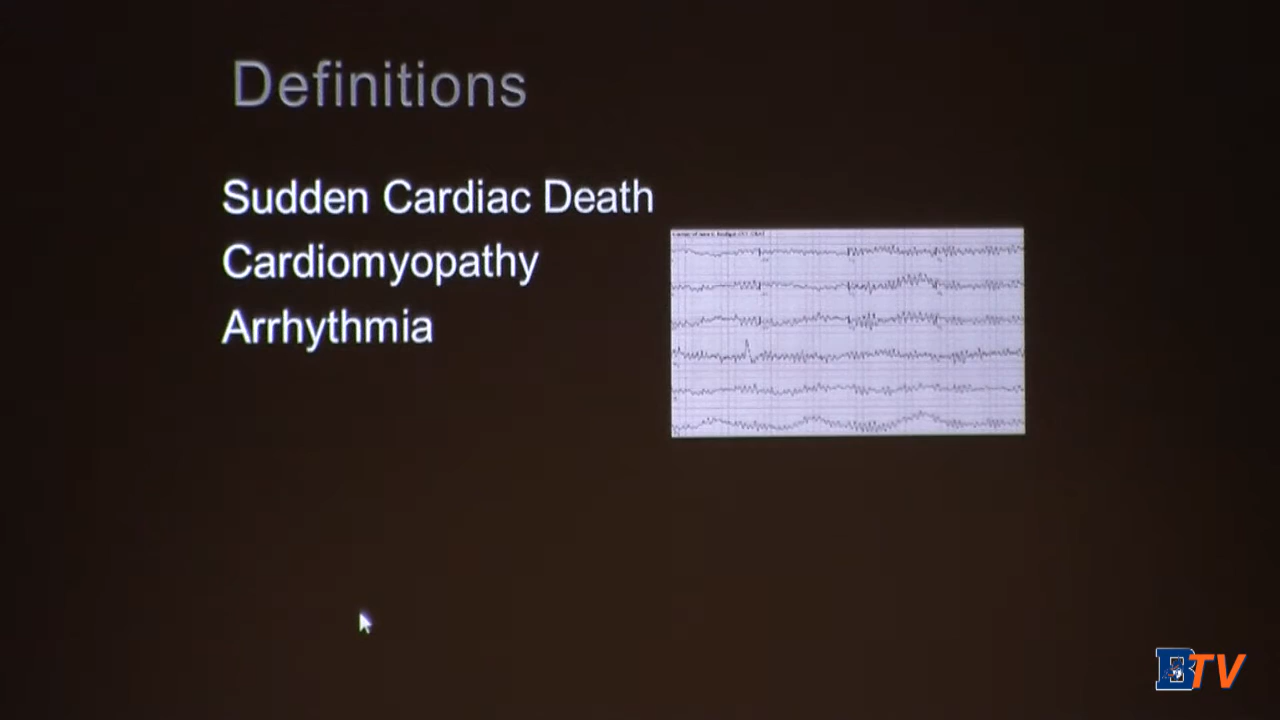 Definitions
Sudden Cardiac Death
Cardiomyopathy
Arrhythmia
BTV